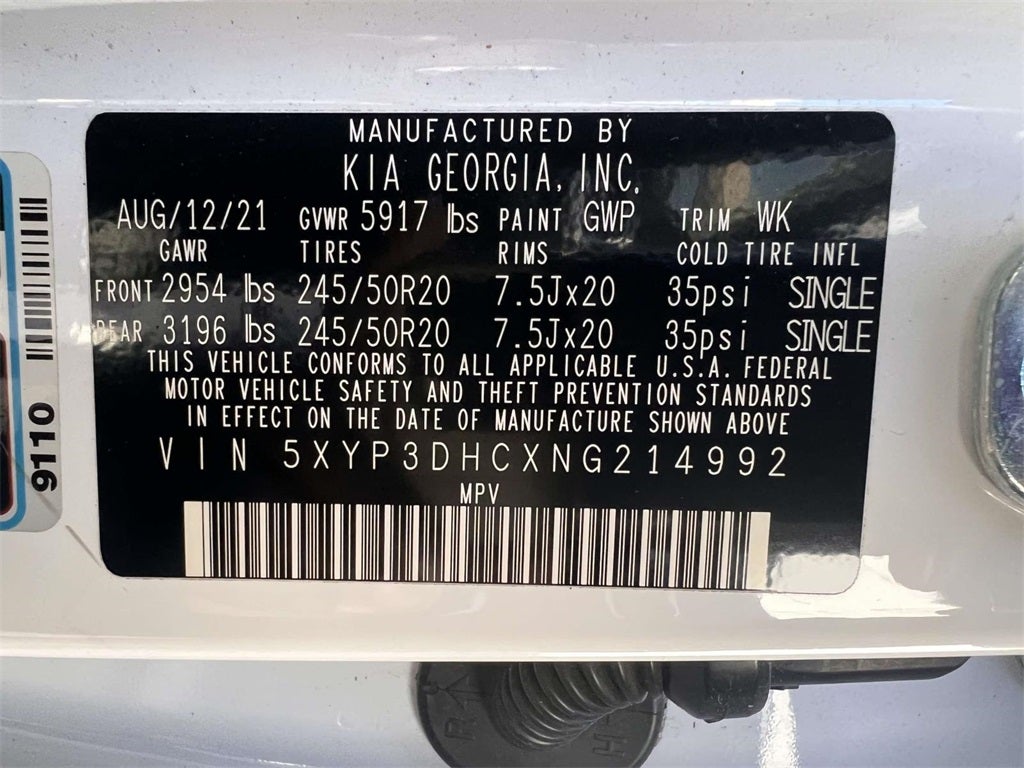 MANUFACTURED BY
KIA GEORGIA, INC.
AUG/12/21 GVWR 5917 lbs PAINT GWP TRIM WK
GAWR TIRES RIMS COLD TIRE INFL
FRONT 2954 lbs 245/50R20 7.5Jx20 35psi SINGLE
REAR 3196 lbs 245/50R20 7.5Jx20 35psi SINGLE
THIS VEHICLE CONFORMS TO ALL APPLICABLE U.S.A. FEDERAL
MOTOR VEHICLE SAFETY AND THEFT PREVENTION STANDARDS
IN EFFECT ON THE DATE OF MANUFACTURE SHOWN ABOVE
VIN 5XYP3DHCXNG214992
MPV
9110
R
H